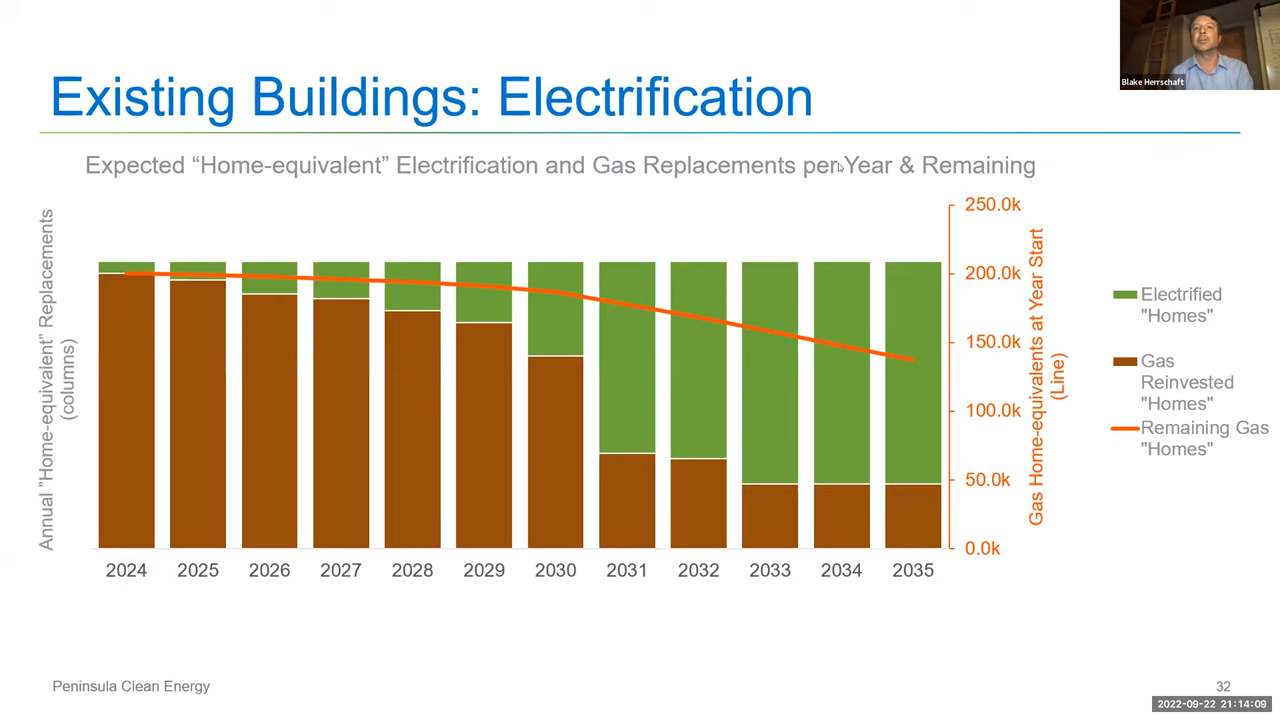 Blake Herrschaft
Existing Buildings: Electrification
Expected “Home-equivalent” Electrification and Gas Replacements per Year & Remaining
Annual "Home-equivalent” Replacements
(columns)
250.0k
200.0k
150.0k
100.0k
50.0k
0.0k
Gas Home-equivalents at Year Start
(Line)
Electrified
"Homes"
Gas
Reinvested
"Homes"
Remaining Gas
"Homes"
2024 2025 2026 2027 2028 2029 2030 2031 2032 2033 2034 2035
Peninsula Clean Energy
32
2022-09-22 21:14:09